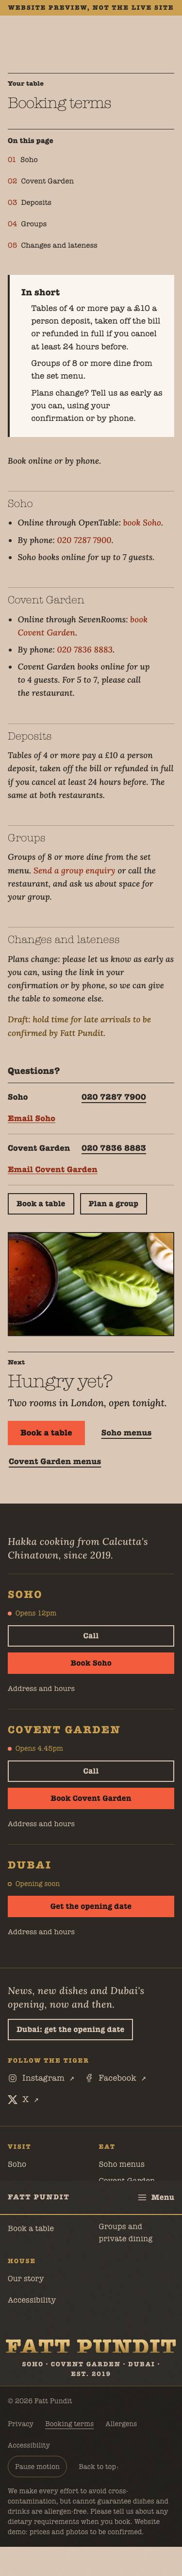 WEBSITE PREVIEW, NOT THE LIVE SITE
Your table
Booking terms
On this page
01 Soho
02 Covent Garden
03 Deposits
04 Groups
05 Changes and lateness
In short
Tables of 4 or more pay a £10 a
person deposit, taken off the bill
or refunded in full if you cancel
at least 24 hours before.
Groups of 8 or more dine from
the set menu.
Plans change? Tell us as early as
you can, using your
confirmation or by phone.
Book online or by phone.
Soho
• Online through OpenTable: book Soho.
• By phone: 020 7287 7900.
• Soho books online for up to 7 guests.
Covent Garden
• Online through SevenRooms: book
Covent Garden.
• By phone: 020 7836 8883.
• Covent Garden books online for up
to 4 guests. For 5 to 7, please call
the restaurant.
Deposits
Tables of 4 or more pay a £10 a person
deposit, taken off the bill or refunded in full
if you cancel at least 24 hours before. The
same at both restaurants.
Groups
Groups of 8 or more dine from the set
menu. Send a group enquiry or call the
restaurant, and ask us about space for
your group.
Changes and lateness
Plans change: please let us know as early as
you can, using the link in your
confirmation or by phone, so we can give
the table to someone else.
Draft: hold time for late arrivals to be
confirmed by Fatt Pundit.
Questions?
Soho 020 7287 7900
Email Soho
Covent Garden 020 7836 8883
Email Covent Garden
Book a table Plan a group
Next
Hungry yet?
Two rooms in London, open tonight.
Book a table Soho menus
Covent Garden menus
Hakka cooking from Calcutta's
Chinatown, since 2019.
SOHO
Opens 12pm
Call
Book Soho
Address and hours
COVENT GARDEN
Opens 4.45pm
Call
Book Covent Garden
Address and hours
DUBAI
Opening soon
Get the opening date
Address and hours
News, new dishes and Dubai's
opening, now and then.
Dubai: get the opening date
FOLLOW THE TIGER
Instagram ↗ Facebook ↗
X ↗
VISIT EAT
Soho Soho menus
Covent Garden
FATT PUNDIT Menu
Book a table Groups and
private dining
HOUSE
Our story
Accessibility
FATT PUNDIT
SOHO · COVENT GARDEN · DUBAI ·
EST. 2019
© 2026 Fatt Pundit
Privacy Booking terms Allergens
Accessibility
Pause motion Back to top↑
We make every effort to avoid cross-
contamination, but cannot guarantee dishes and
drinks are allergen-free. Please tell us about any
dietary requirements when you book. Website
demo: prices and photos to be confirmed.